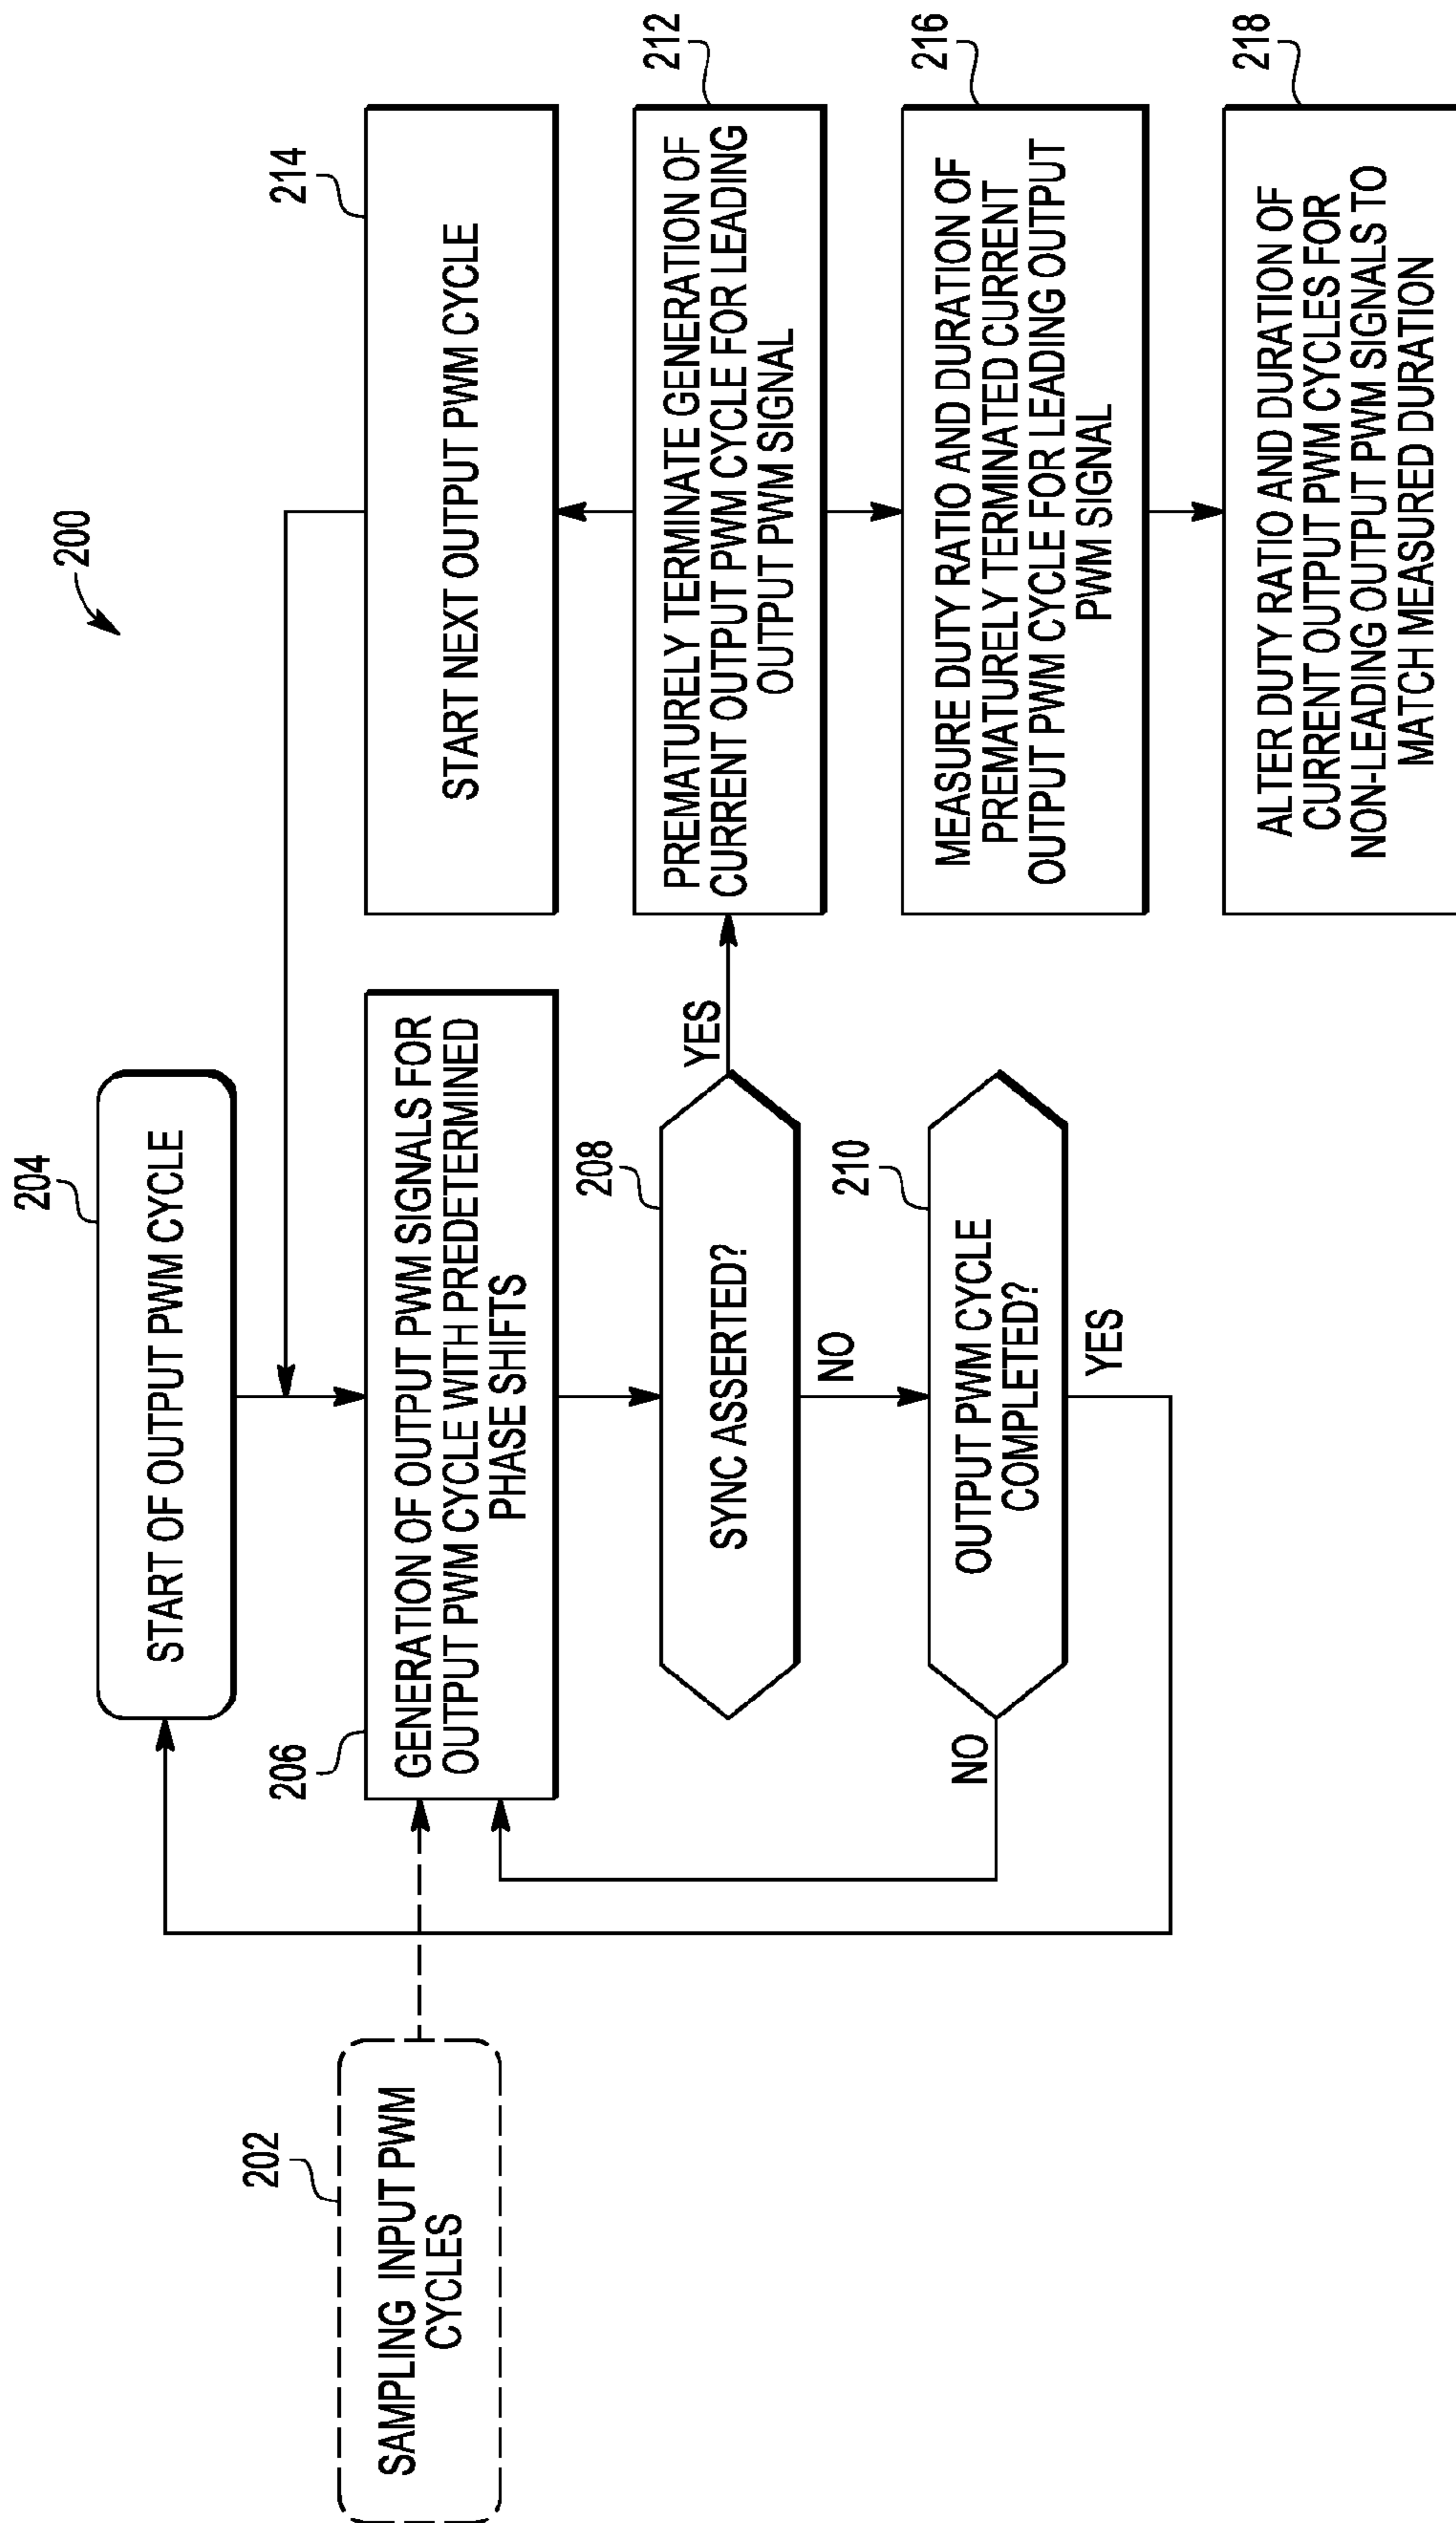 200
204
START OF OUTPUT PWM CYCLE
202
SAMPLING INPUT PWM
CYCLES
206
GENERATION OF OUTPUT PWM SIGNALS FOR
OUTPUT PWM CYCLE WITH PREDETERMINED
PHASE SHIFTS
214
START NEXT OUTPUT PWM CYCLE
208
SYNC ASSERTED?
YES
NO
212
PREMATURELY TERMINATE GENERATION OF
CURRENT OUTPUT PWM CYCLE FOR LEADING
OUTPUT PWM SIGNAL
210
OUTPUT PWM CYCLE
COMPLETED?
NO
YES
216
MEASURE DUTY RATIO AND DURATION OF
PREMATURELY TERMINATED CURRENT
OUTPUT PWM CYCLE FOR LEADING OUTPUT
PWM SIGNAL
218
ALTER DUTY RATIO AND DURATION OF
CURRENT OUTPUT PWM CYCLES FOR
NON-LEADING OUTPUT PWM SIGNALS TO
MATCH MEASURED DURATION